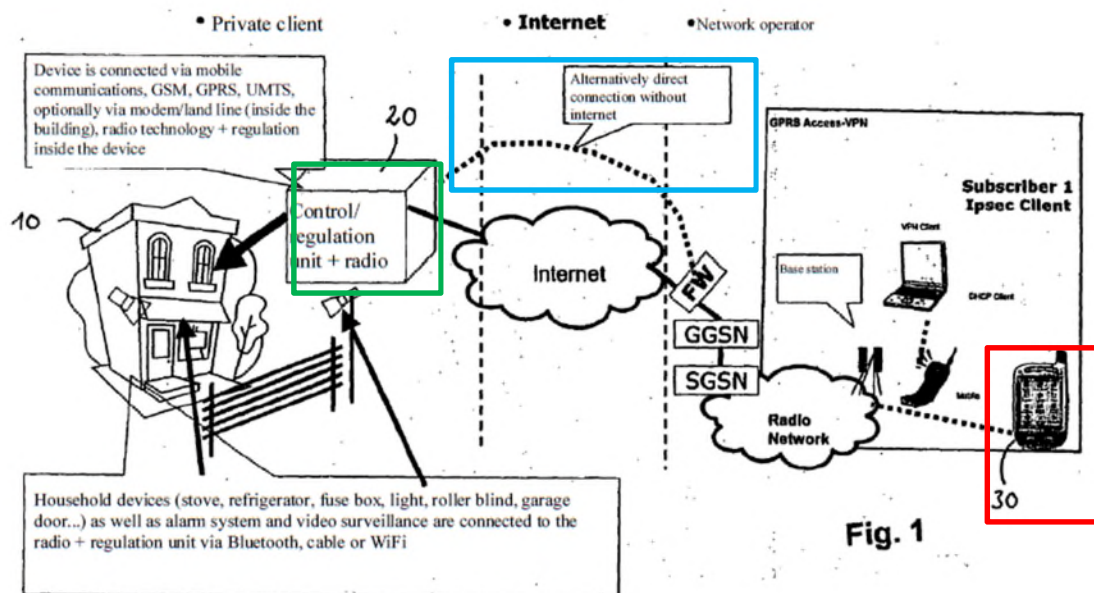 • Private client
• Internet
• Network operator
Device is connected via mobile
communications, GSM, GPRS, UMTS,
optionally via modem/land line (inside the
building), radio technology + regulation
inside the device
20
Alternatively direct
connection without
internet
GPRS Access-VPN
Subscriber 1
Ipsec Client
VPN Client
10
Control/
regulation
unit + radio
Internet
FW
Base station
DHCP Client
GGSN
SGSN
Mobile
Radio
Network
30
Household devices (stove, refrigerator, fuse box, light, roller blind, garage
door...) as well as alarm system and video surveillance are connected to the
radio + regulation unit via Bluetooth, cable or WiFi
Fig. 1